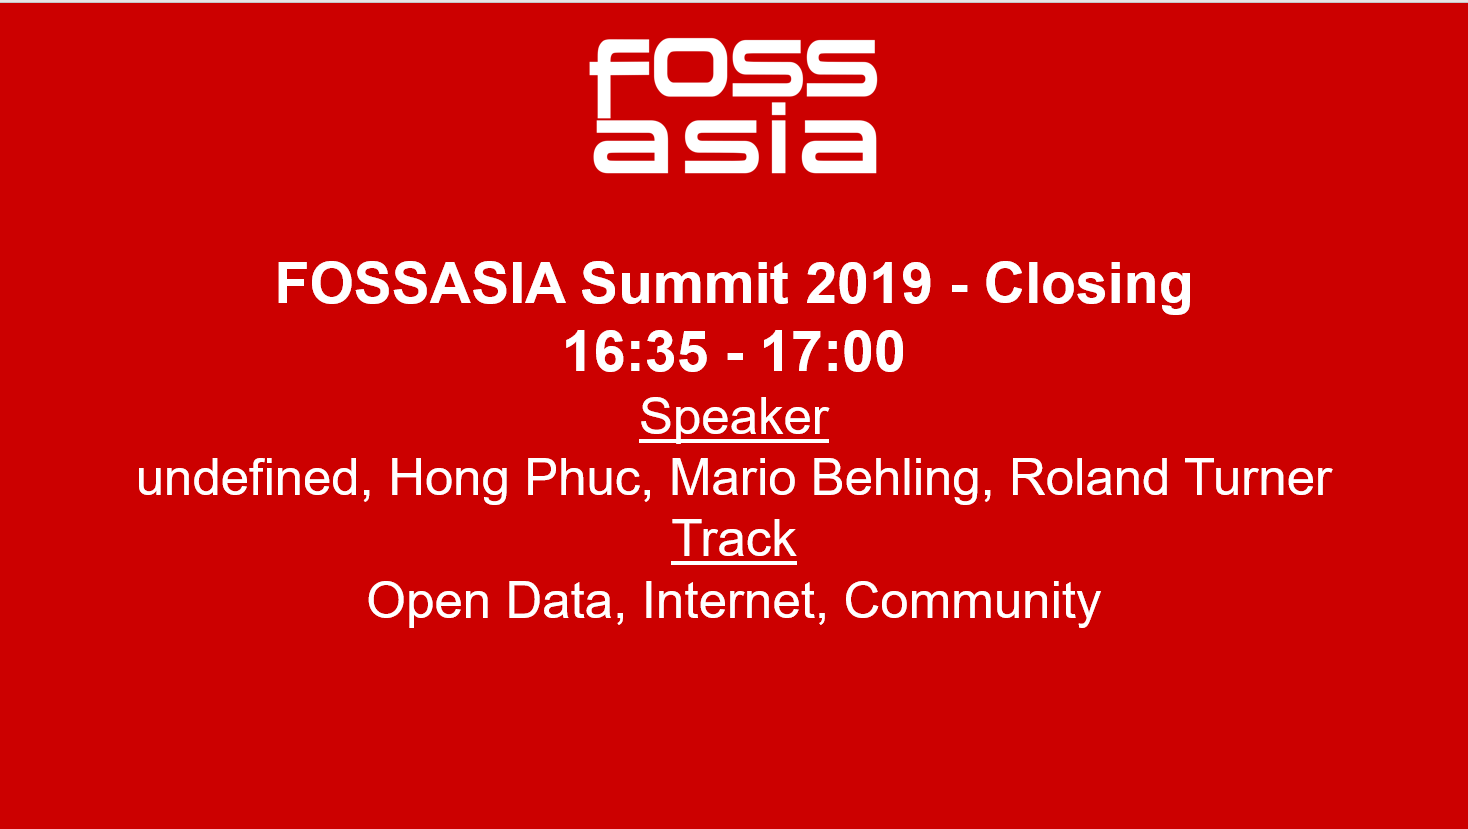 foss
asia
FOSSASIA Summit 2019 - Closing
16:35 - 17:00
Speaker
undefined, Hong Phuc, Mario Behling, Roland Turner
Track
Open Data, Internet, Community